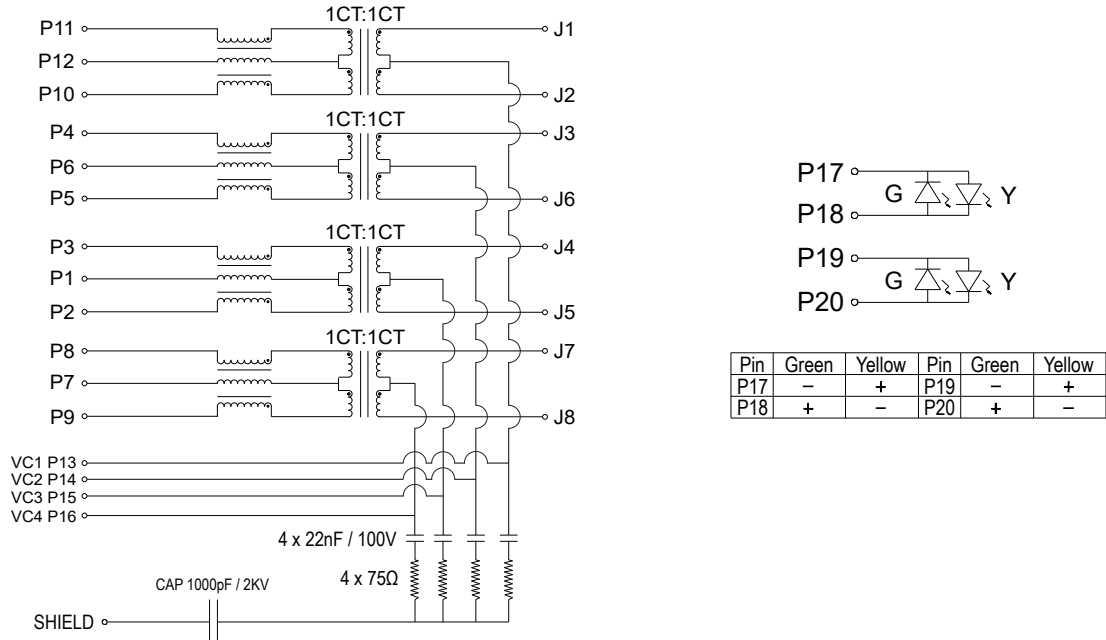 1CT:1CT
P11
J1
P12
P10
J2
1CT:1CT
P4
J3
P6
P5
J6
1CT:1CT
P3
J4
P1
P2
J5
1CT:1CT
P8
J7
P7
P9
J8
VC1 P13
VC2 P14
VC3 P15
VC4 P16
4 x 22nF / 100V
4 x 75Ω
CAP 1000pF / 2KV
SHIELD
P17
G Y
P18
P19
G Y
P20
Pin Green Yellow Pin Green Yellow
P17 – + P19 – +
P18 + – P20 + –